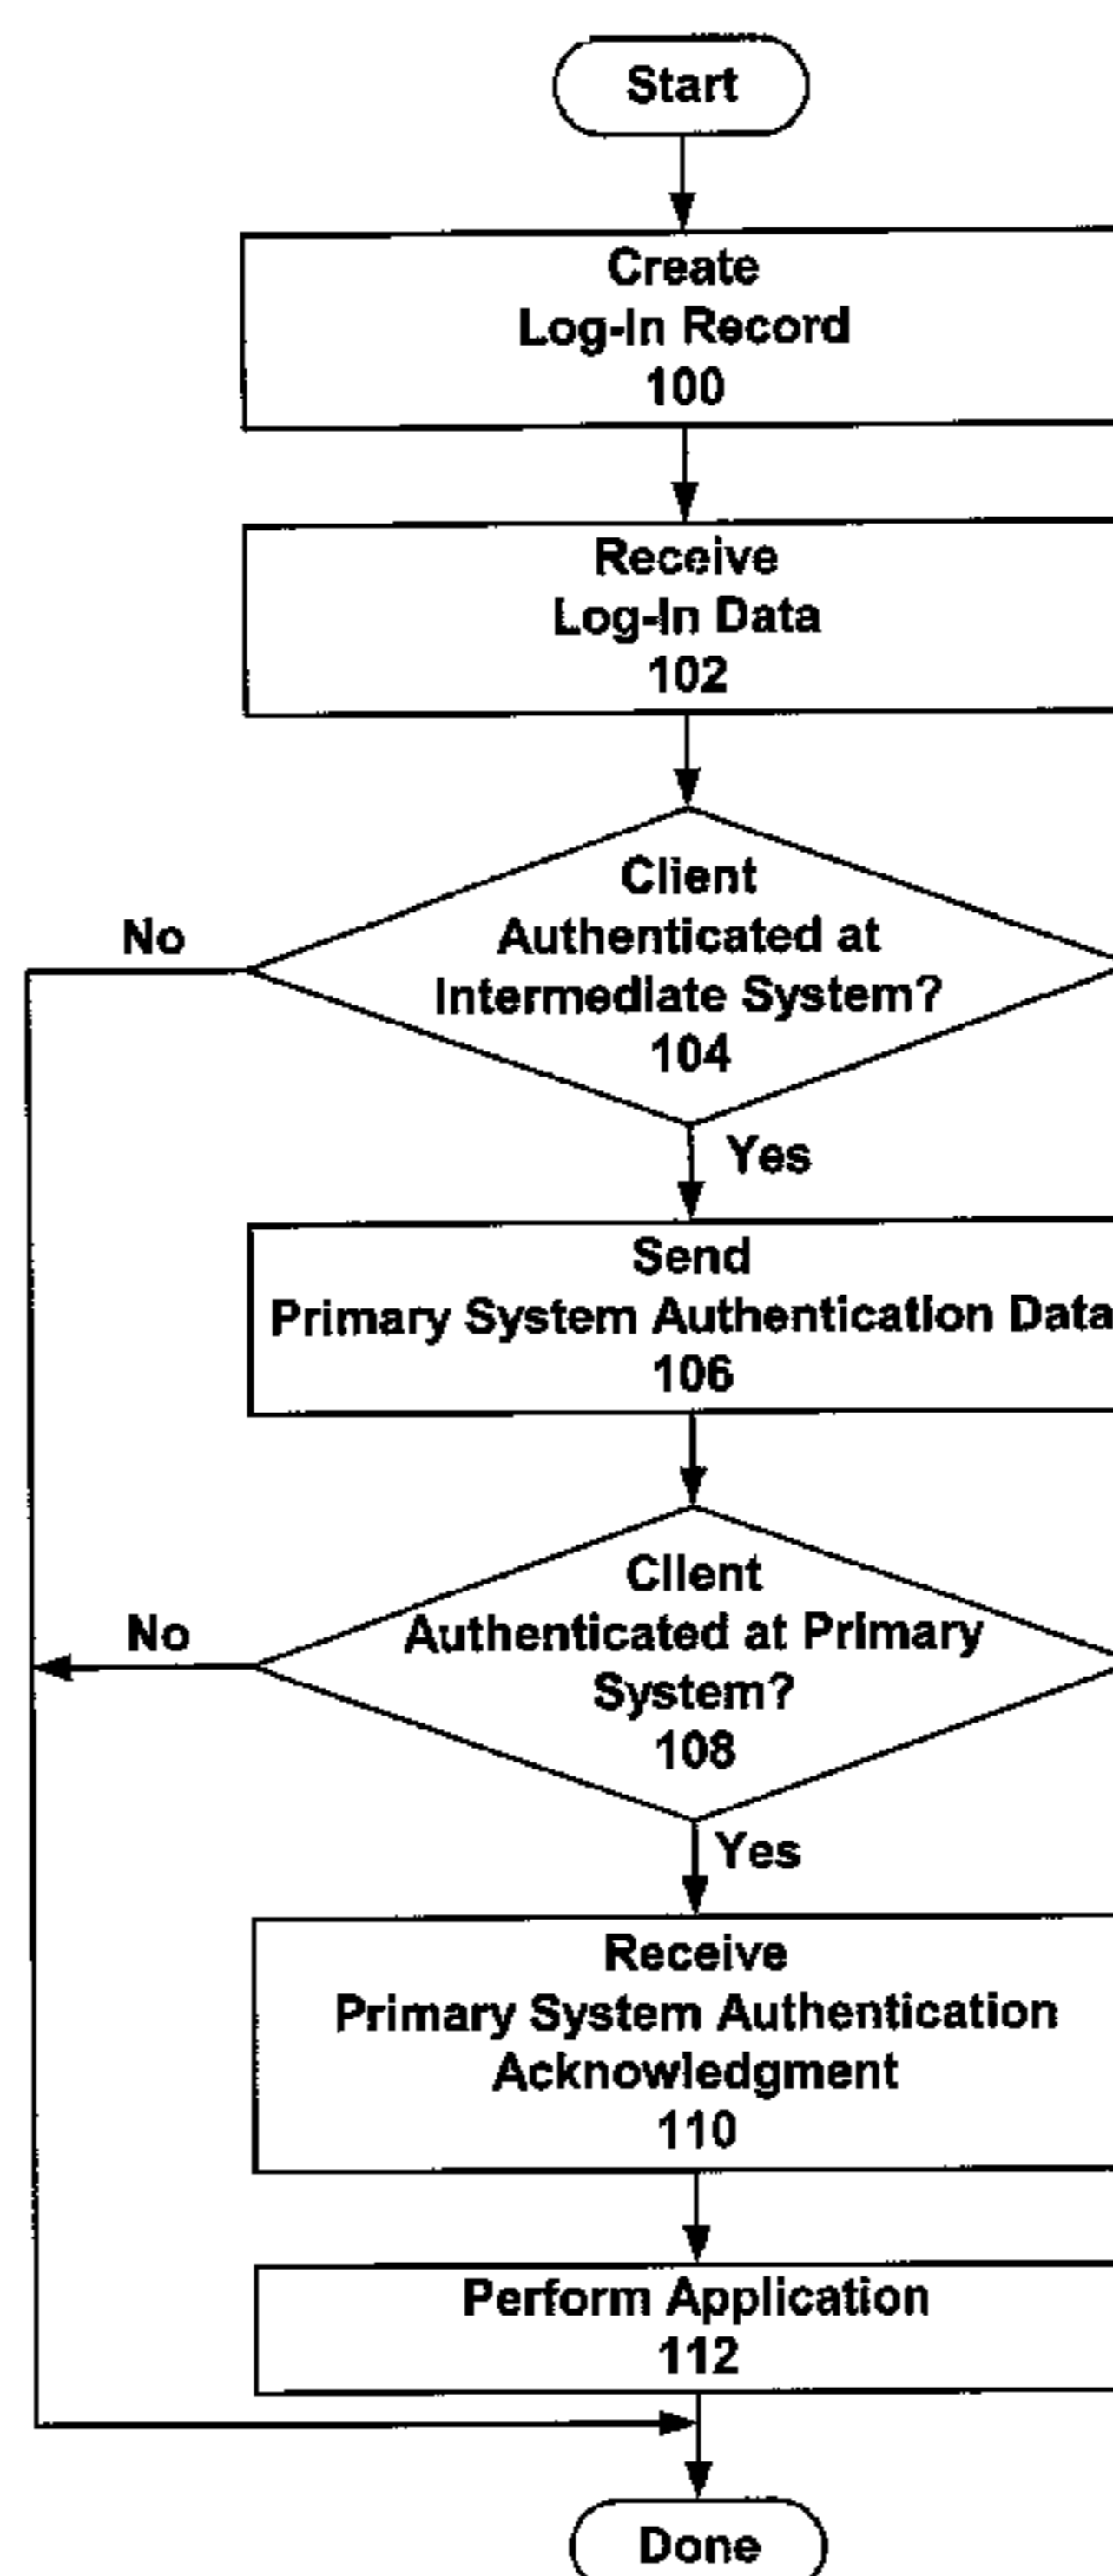 Start
Create
Log-In Record
100
Receive
Log-In Data
102
Client
Authenticated at
Intermediate System?
104
No
Yes
Send
Primary System Authentication Data
106
Client
Authenticated at Primary
System?
108
No
Yes
Receive
Primary System Authentication
Acknowledgment
110
Perform Application
112
Done